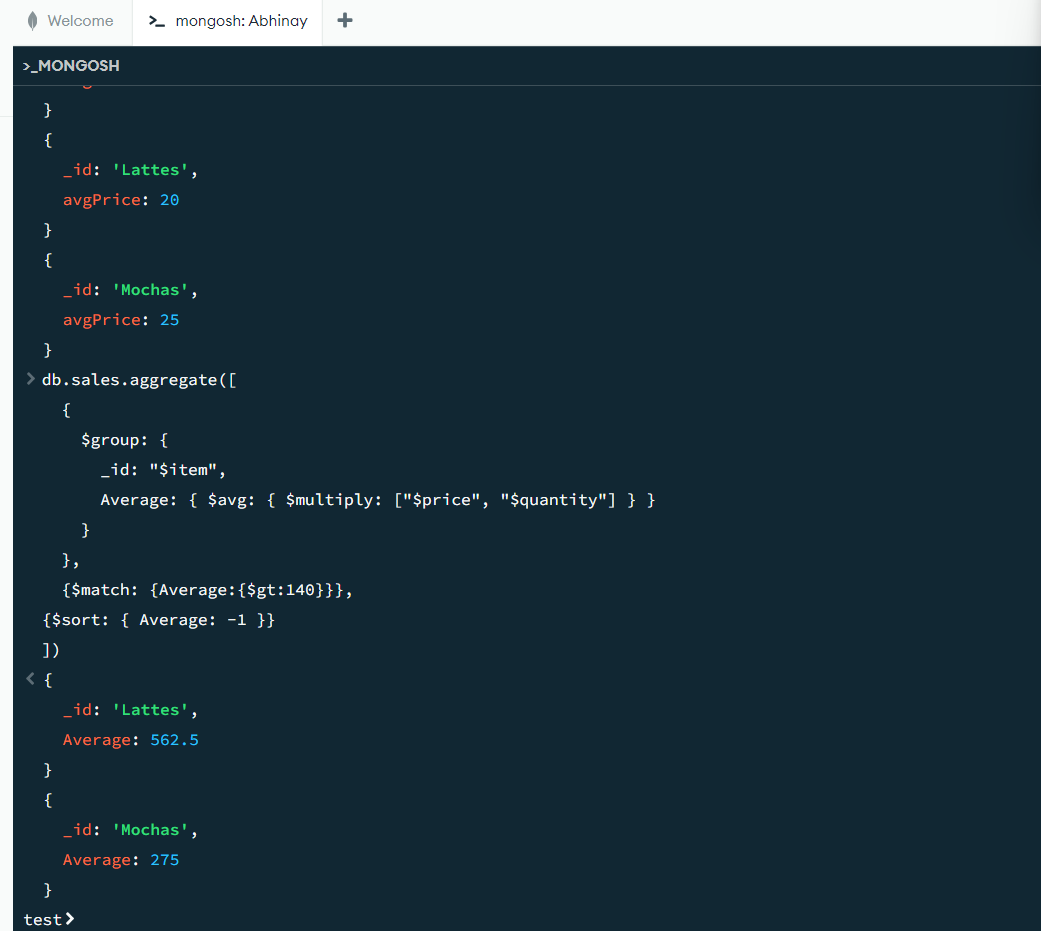 Welcome
>_ mongosh: Abhinay +
>_MONGOSH
}
{
_id: 'Lattes',
avgPrice: 20
}
{
_id: 'Mochas',
avgPrice: 25
}
> db.sales.aggregate([
{
$group: {
_id: "$item",
Average: { $avg: { $multiply: ["$price", "$quantity"] } }
}
},
{$match: {Average:{$gt:140}}},
{$sort: { Average: -1 }}
])
< {
_id: 'Lattes',
Average: 562.5
}
{
_id: 'Mochas',
Average: 275
}
test>